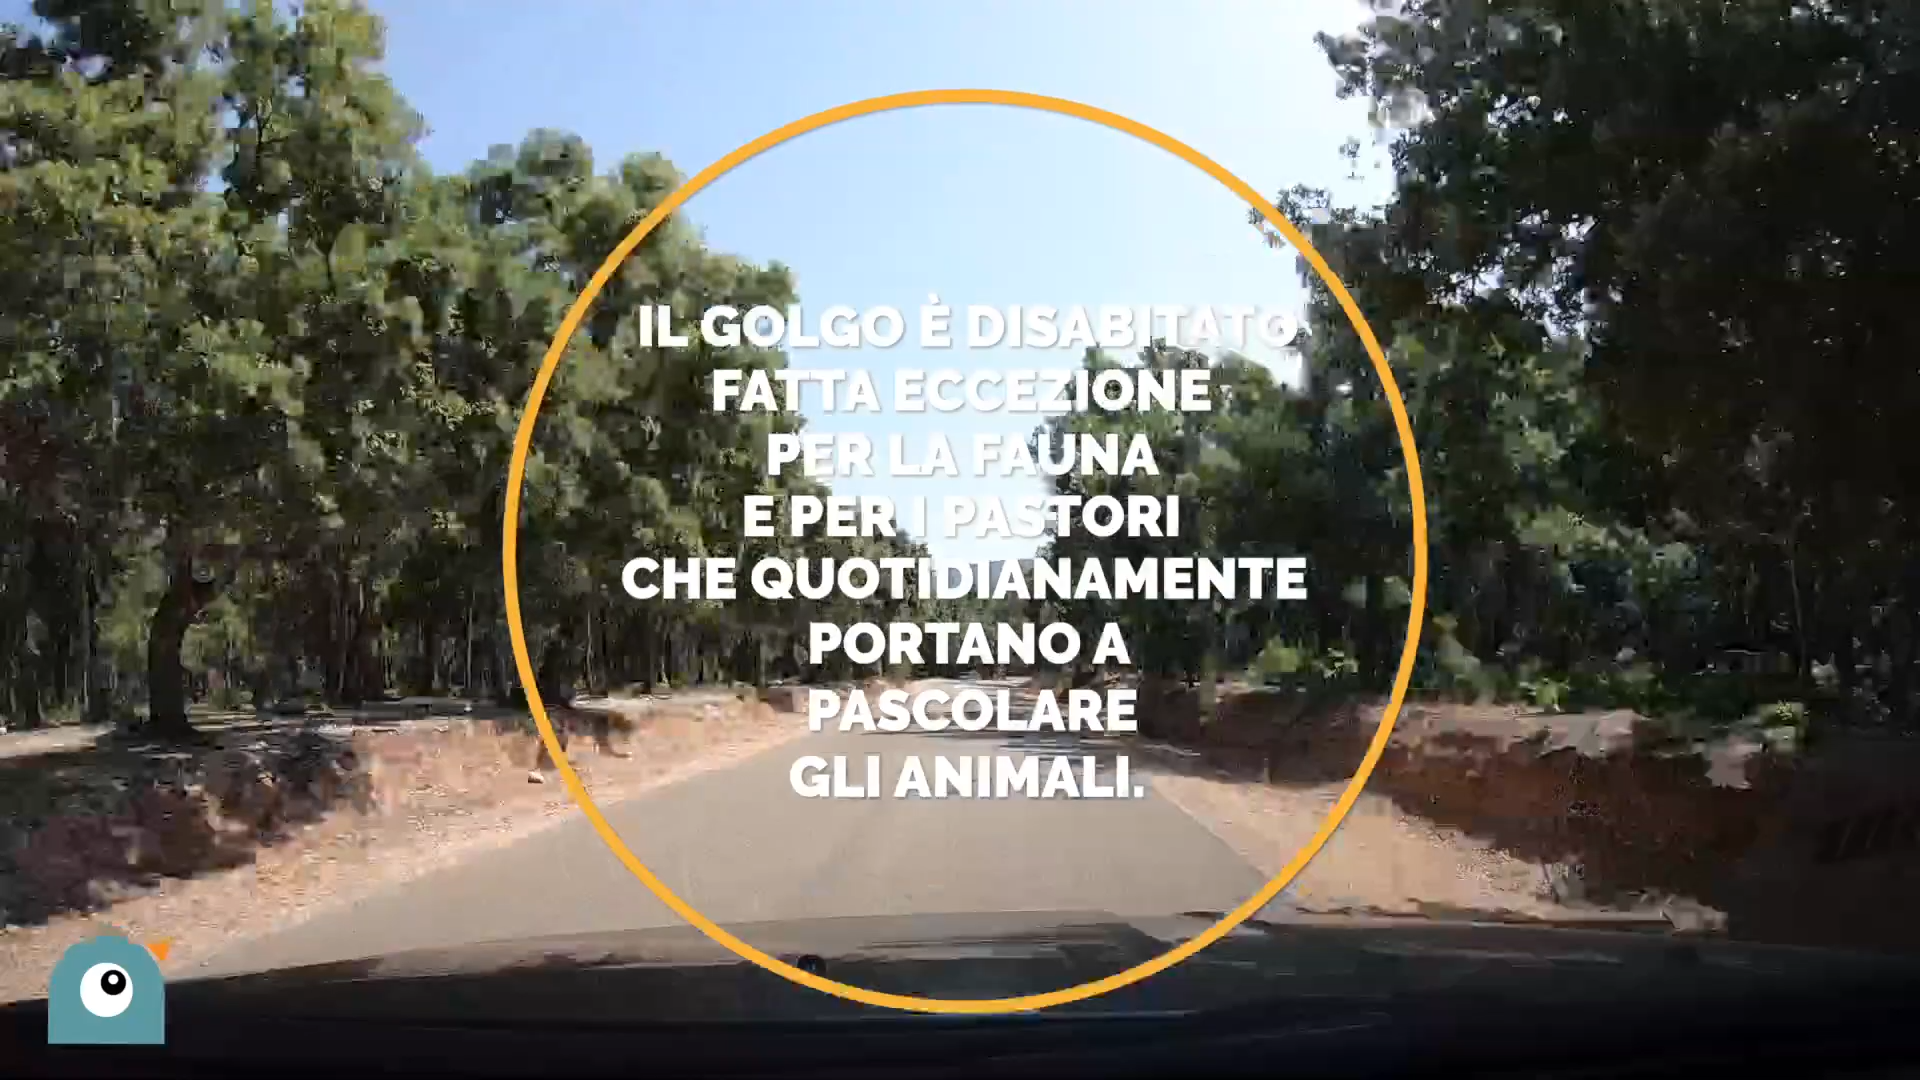 IL GOLGO È DISABITATO
FATTA ECCEZIONE
PER LA FAUNA
E PER I PASTORI
CHE QUOTIDIANAMENTE
PORTANO A
PASCOLARE
GLI ANIMALI.